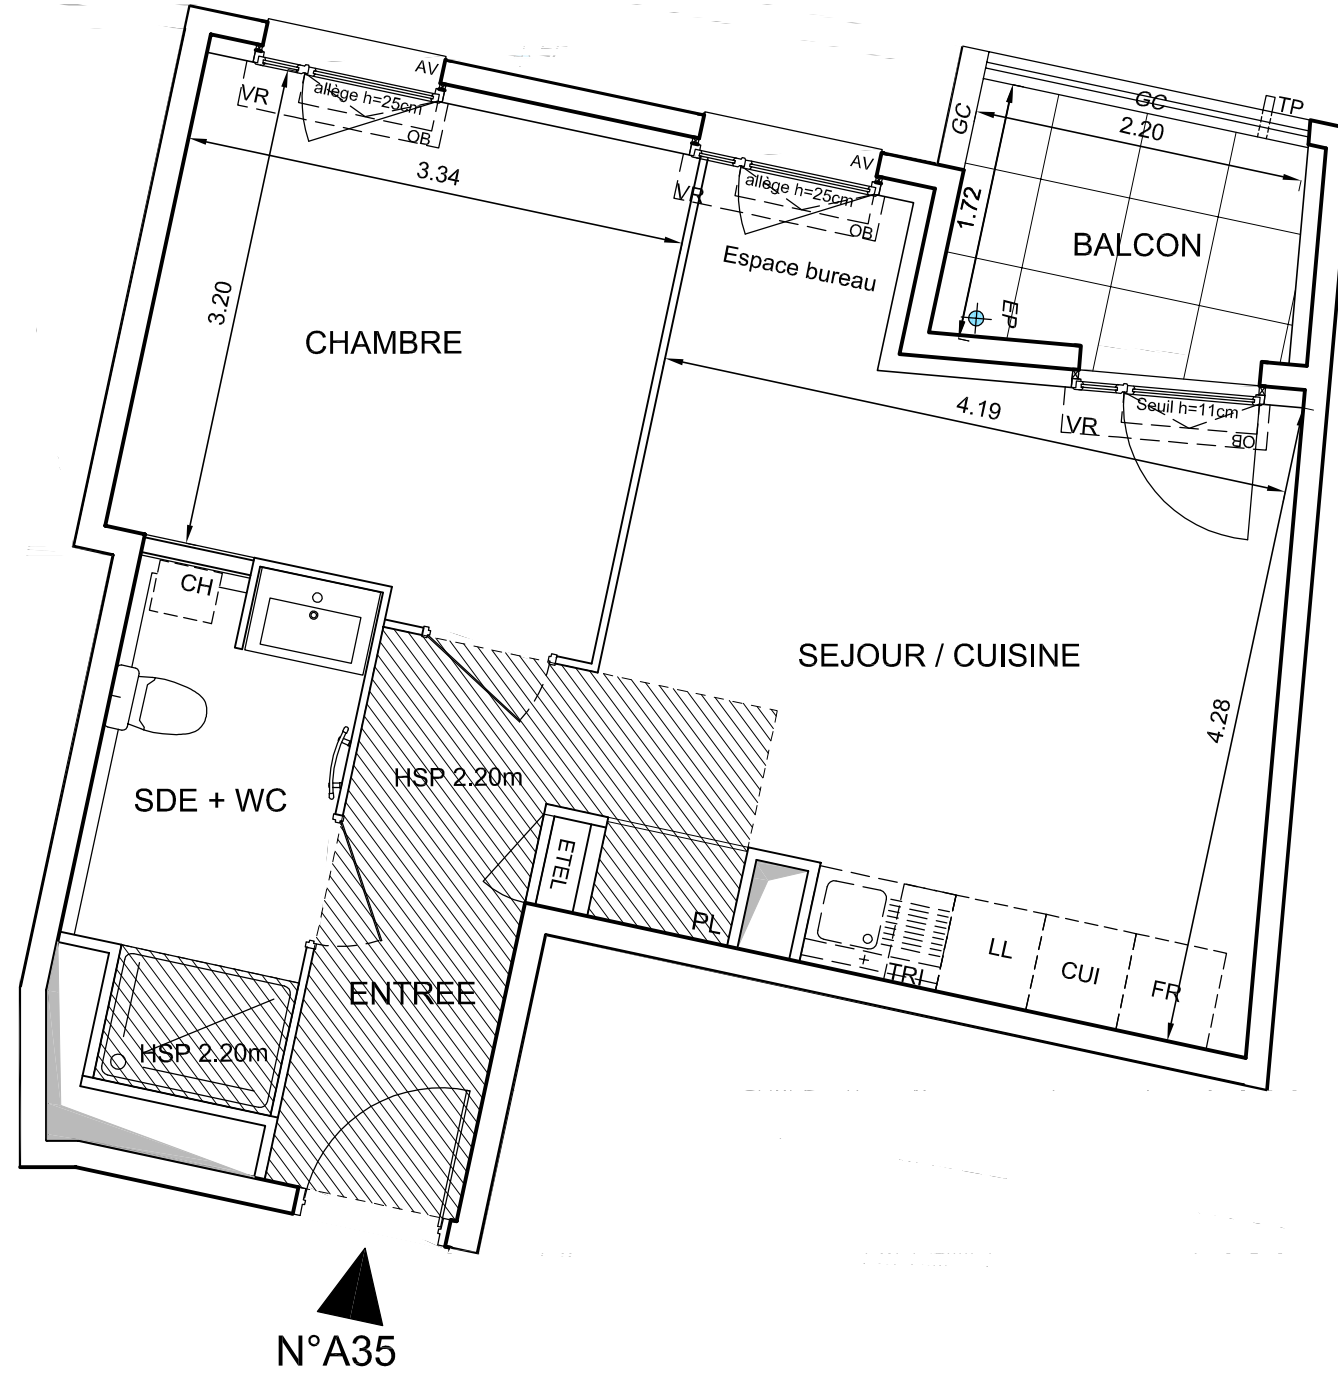 AV
VR
allège h=25cm
OB
3.34
3.20
CHAMBRE
AV
VR
allège h=25cm
OB
Espace bureau
GC
GC
TP
2.20
1.72
BALCON
EP
4.19
Seuil h=11cm
VR
OB
CH
SEJOUR / CUISINE
4.28
HSP 2.20m
SDE + WC
ETEL
PL
TRI
LL
CUI
FR
ENTREE
HSP 2.20m
N°A35